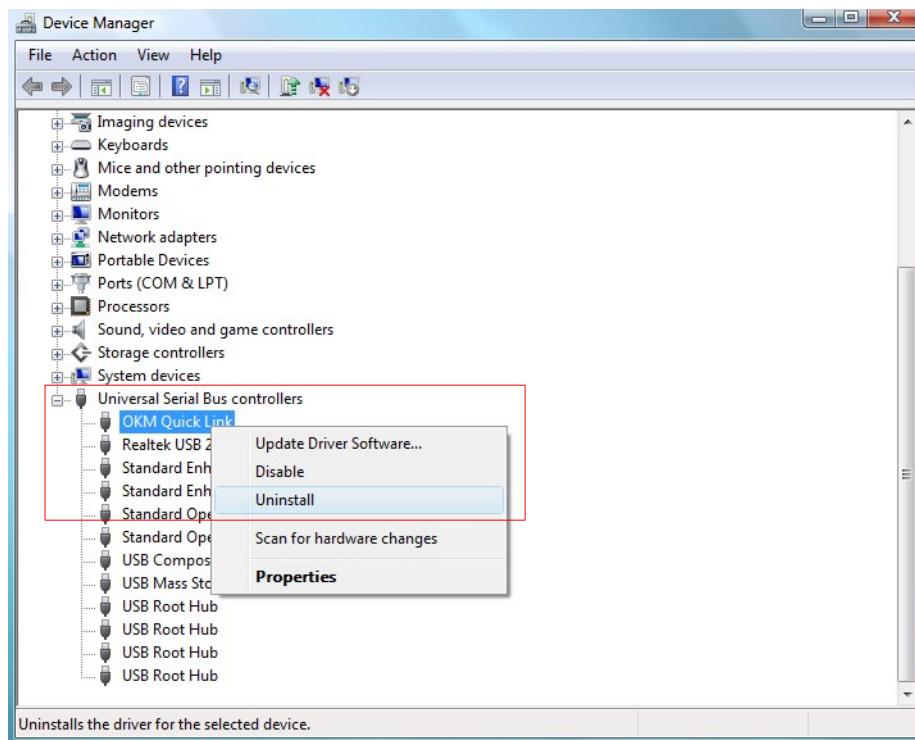 Device Manager
File Action View Help
Imaging devices
Keyboards
Mice and other pointing devices
Modems
Monitors
Network adapters
Portable Devices
Ports (COM & LPT)
Processors
Sound, video and game controllers
Storage controllers
System devices
Universal Serial Bus controllers
OKM Quick Link
Realtek USB 2
Standard Enh
Standard Enh
Standard Ope
Standard Ope
USB Compos
USB Mass Sto
USB Root Hub
USB Root Hub
USB Root Hub
USB Root Hub
Update Driver Software...
Disable
Uninstall
Scan for hardware changes
Properties
Uninstalls the driver for the selected device.